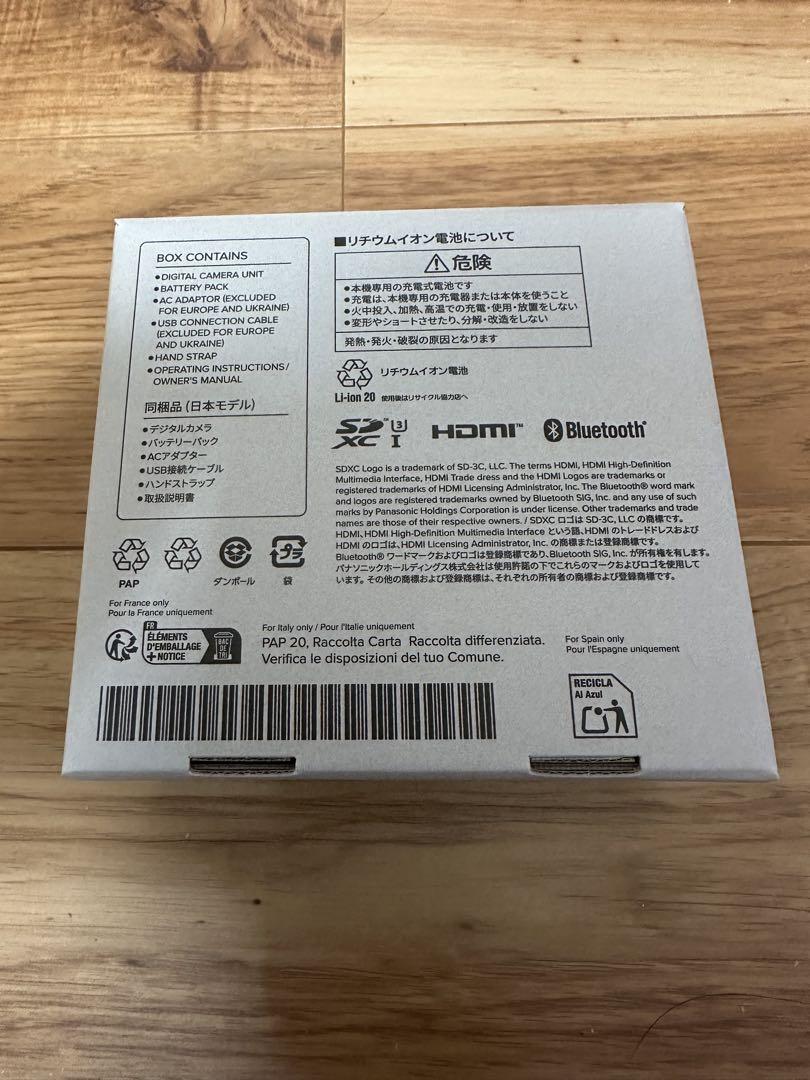 BOX CONTAINS
•DIGITAL CAMERA UNIT
•BATTERY PACK
•AC ADAPTOR (EXCLUDED
FOR EUROPE AND UKRAINE)
•USB CONNECTION CABLE
(EXCLUDED FOR EUROPE
AND UKRAINE)
•HAND STRAP
•OPERATING INSTRUCTIONS/
OWNER'S MANUAL
同梱品 (日本モデル)
•デジタルカメラ
•バッテリーパック
•ACアダプター
•USB接続ケーブル
•ハンドストラップ
•取扱説明書
■リチウムイオン電池について
危険
•本機専用の充電式電池です
•充電は、本機専用の充電器または本体を使うこと
•火中投入、加熱、高温での充電・使用・放置をしない
•変形やショートさせたり、分解・改造をしない
発熱・発火・破裂の原因となります
リチウムイオン電池
Li-ion 20 使用後はリサイクル協力店へ
SD XC I U3 HDMI™ Bluetooth®
SDXC Logo is a trademark of SD-3C, LLC. The terms HDMI, HDMI High-Definition
Multimedia Interface, HDMI Trade dress and the HDMI Logos are trademarks or
registered trademarks of HDMI Licensing Administrator, Inc. The Bluetooth® word mark
and logos are registered trademarks owned by Bluetooth SIG, Inc. and any use of such
marks by Panasonic Holdings Corporation is under license. Other trademarks and trade
names are those of their respective owners. / SDXC ロゴは SD-3C, LLC の商標です。
HDMI、HDMI High-Definition Multimedia Interface という語、HDMI のトレードドレスおよび
HDMI のロゴは、HDMI Licensing Administrator, Inc. の商標または登録商標です。
Bluetooth® ワードマークおよびロゴは登録商標であり、Bluetooth SIG, Inc. が所有権を有します。
パナソニックホールディングス株式会社は使用許諾の下でこれらのマークおよびロゴを使用して
います。その他の商標および登録商標は、それぞれの所有者の商標および登録商標です。
PAP
ダンボール
プラ
袋
For France only
Pour la France uniquement
FR
ÉLÉMENTS
D'EMBALLAGE
+ NOTICE
BAC
DE
TRI
For Italy only / Pour l'Italie uniquement
PAP 20, Raccolta Carta Raccolta differenziata.
Verifica le disposizioni del tuo Comune.
For Spain only
Pour l'Espagne uniquement
RECICLA
Al Azul